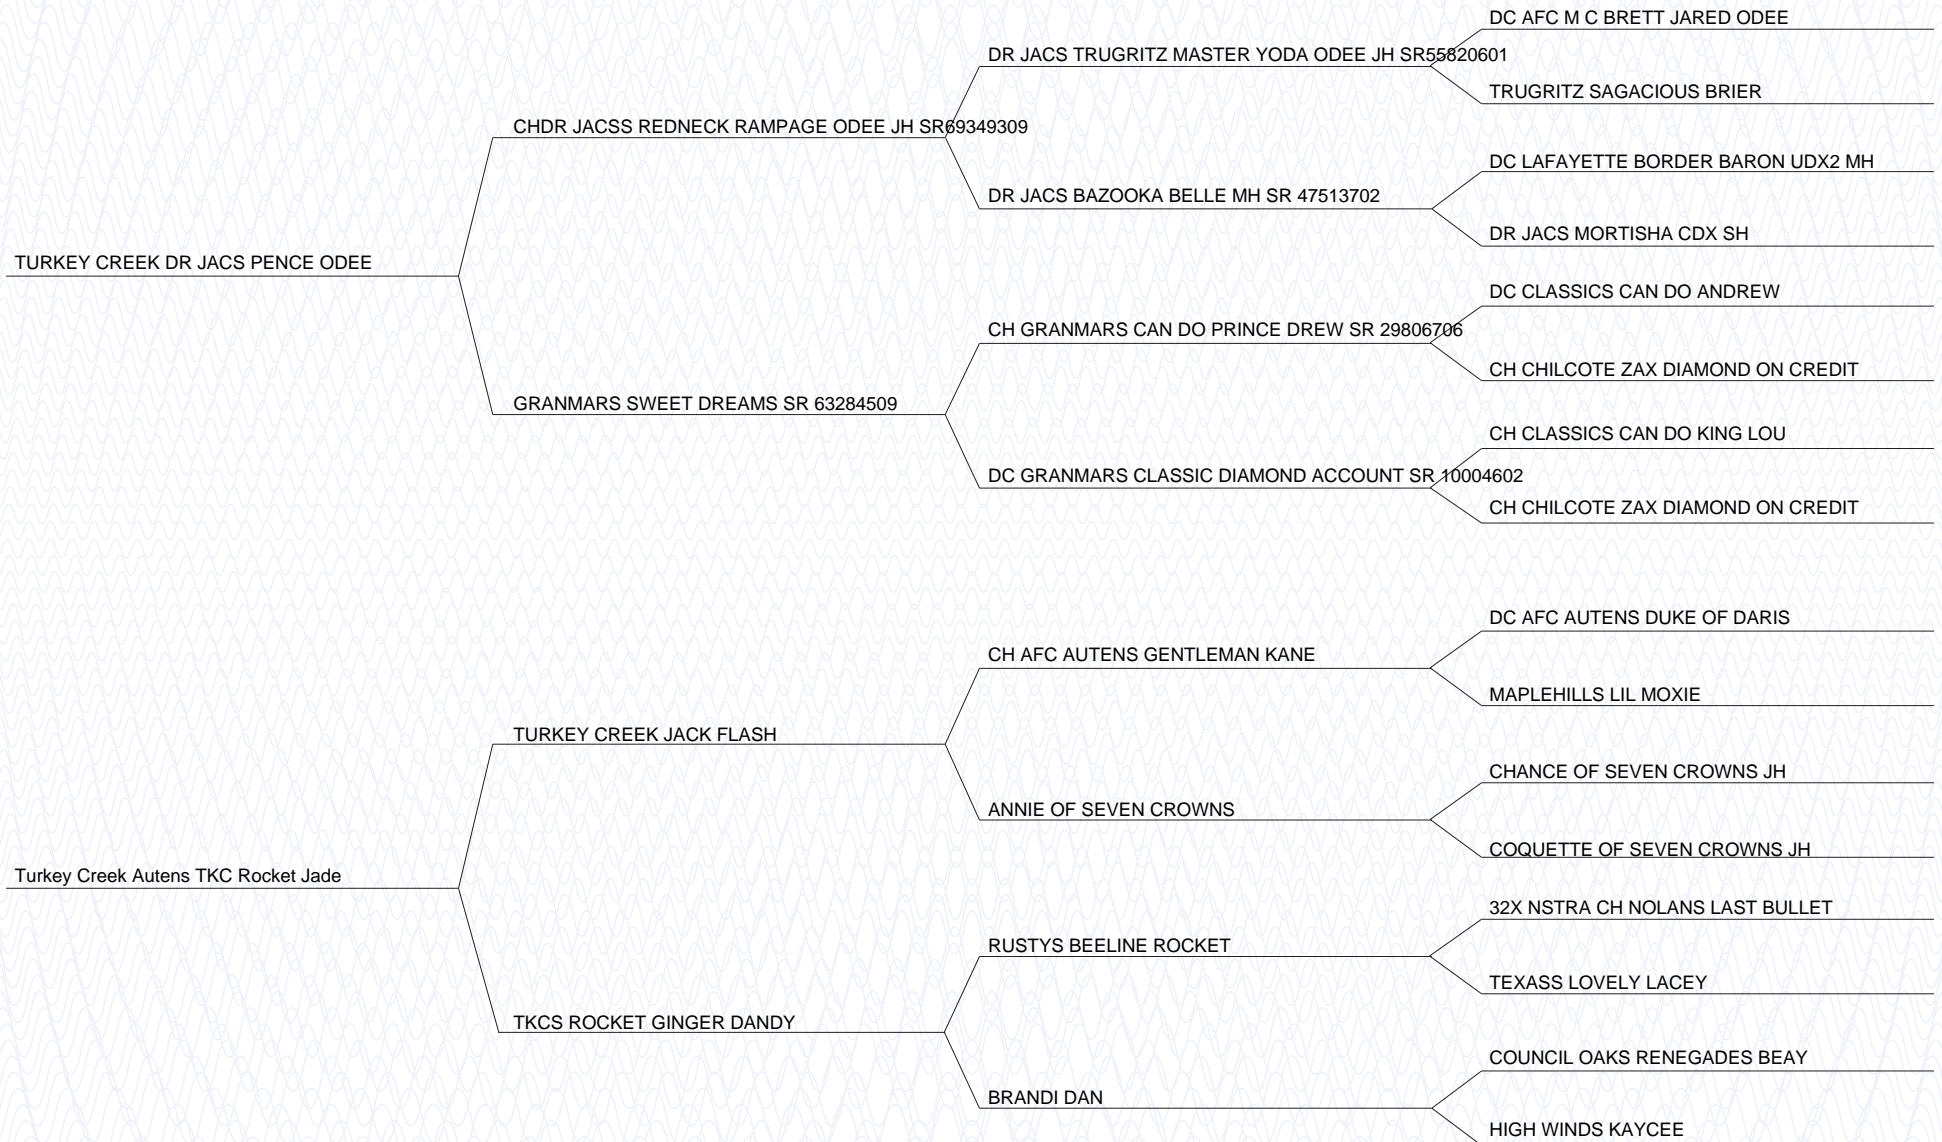 DC AFC M C BRETT JARED ODEE
DR JACS TRUGRITZ MASTER YODA ODEE JH SR55820601
TRUGRITZ SAGACIOUS BRIER
CHDR JACSS REDNECK RAMPAGE ODEE JH SR69349309
DC LAFAYETTE BORDER BARON UDX2 MH
DR JACS BAZOOKA BELLE MH SR 47513702
DR JACS MORTISHA CDX SH
TURKEY CREEK DR JACS PENCE ODEE
DC CLASSICS CAN DO ANDREW
CH GRANMARS CAN DO PRINCE DREW SR 29806706
CH CHILCOTE ZAX DIAMOND ON CREDIT
GRANMARS SWEET DREAMS SR 63284509
CH CLASSICS CAN DO KING LOU
DC GRANMARS CLASSIC DIAMOND ACCOUNT SR 10004602
CH CHILCOTE ZAX DIAMOND ON CREDIT
DC AFC AUTENS DUKE OF DARIS
CH AFC AUTENS GENTLEMAN KANE
MAPLEHILLS LIL MOXIE
TURKEY CREEK JACK FLASH
CHANCE OF SEVEN CROWNS JH
ANNIE OF SEVEN CROWNS
COQUETTE OF SEVEN CROWNS JH
Turkey Creek Autens TKC Rocket Jade
32X NSTRA CH NOLANS LAST BULLET
RUSTYS BEELINE ROCKET
TEXASS LOVELY LACEY
TKCS ROCKET GINGER DANDY
COUNCIL OAKS RENEGADES BEAY
BRANDI DAN
HIGH WINDS KAYCEE